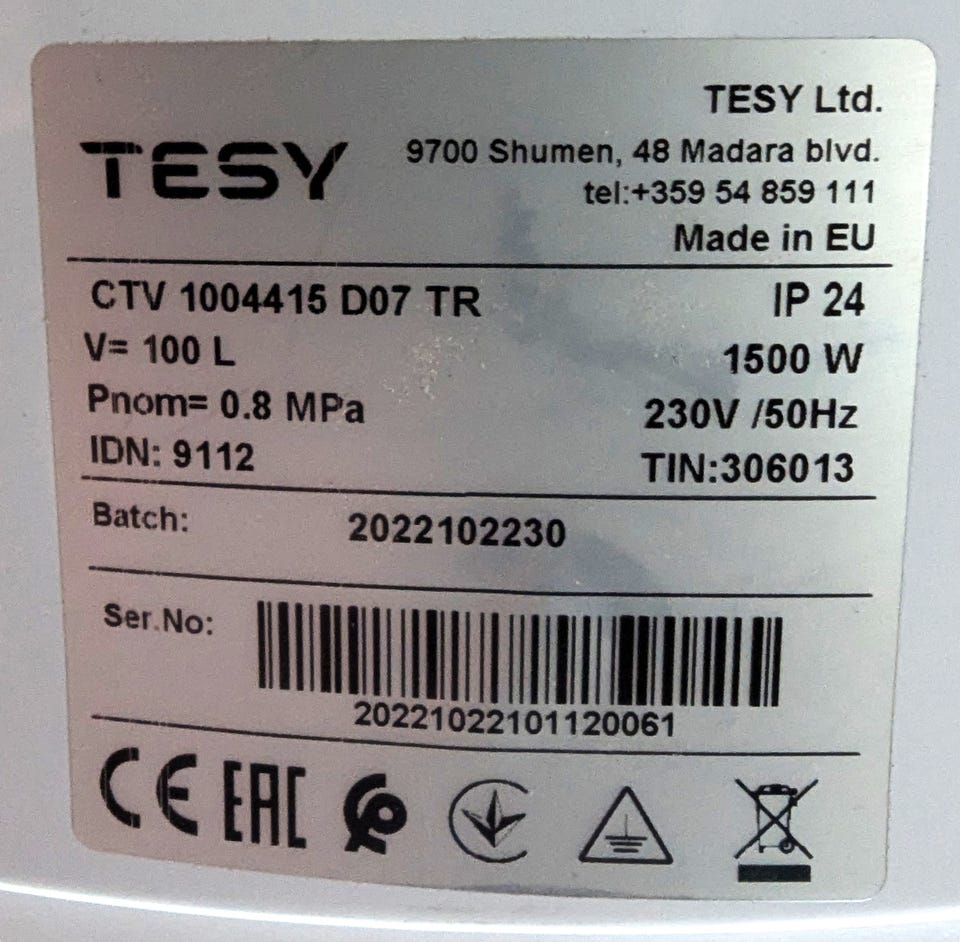 TESY Ltd.
TESY
9700 Shumen, 48 Madara blvd.
tel:+359 54 859 111
Made in EU
CTV 1004415 D07 TR
IP 24
V= 100 L
1500 W
Pnom= 0.8 MPa
230V /50Hz
IDN: 9112
TIN:306013
Batch: 2022102230
Ser.No:
20221022101120061
CE EAC